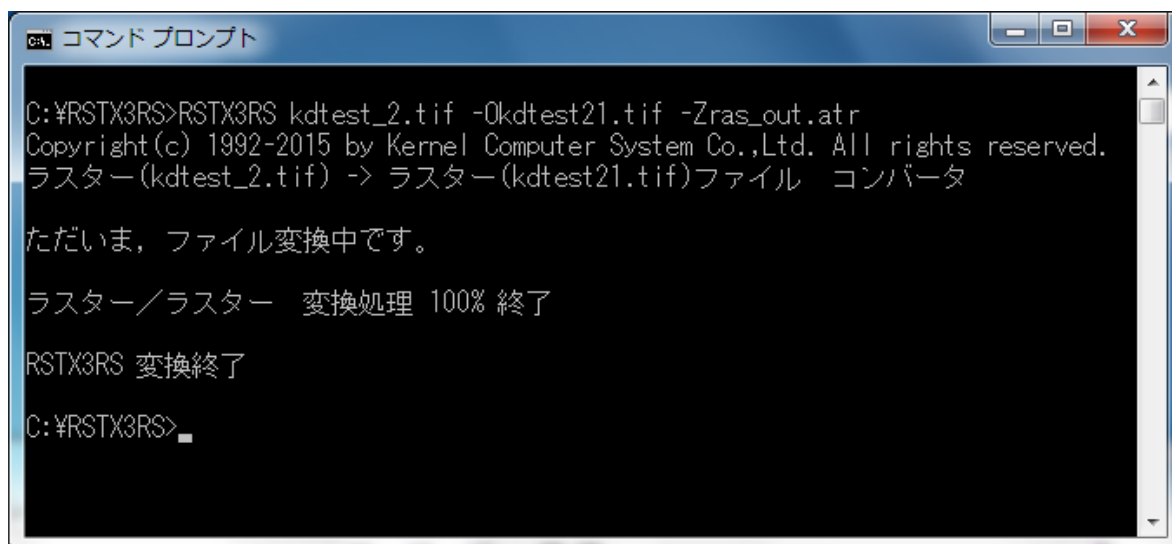 コマンド プロンプト
C:¥RSTX3RS>RSTX3RS kdtest_2.tif -Okdtest21.tif -Zras_out.atr
Copyright(c) 1992-2015 by Kernel Computer System Co.,Ltd. All rights reserved.
ラスター(kdtest_2.tif) -> ラスター(kdtest21.tif)ファイル　コンバータ
ただいま，ファイル変換中です。
ラスター／ラスター　変換処理 100% 終了
RSTX3RS 変換終了
C:¥RSTX3RS>